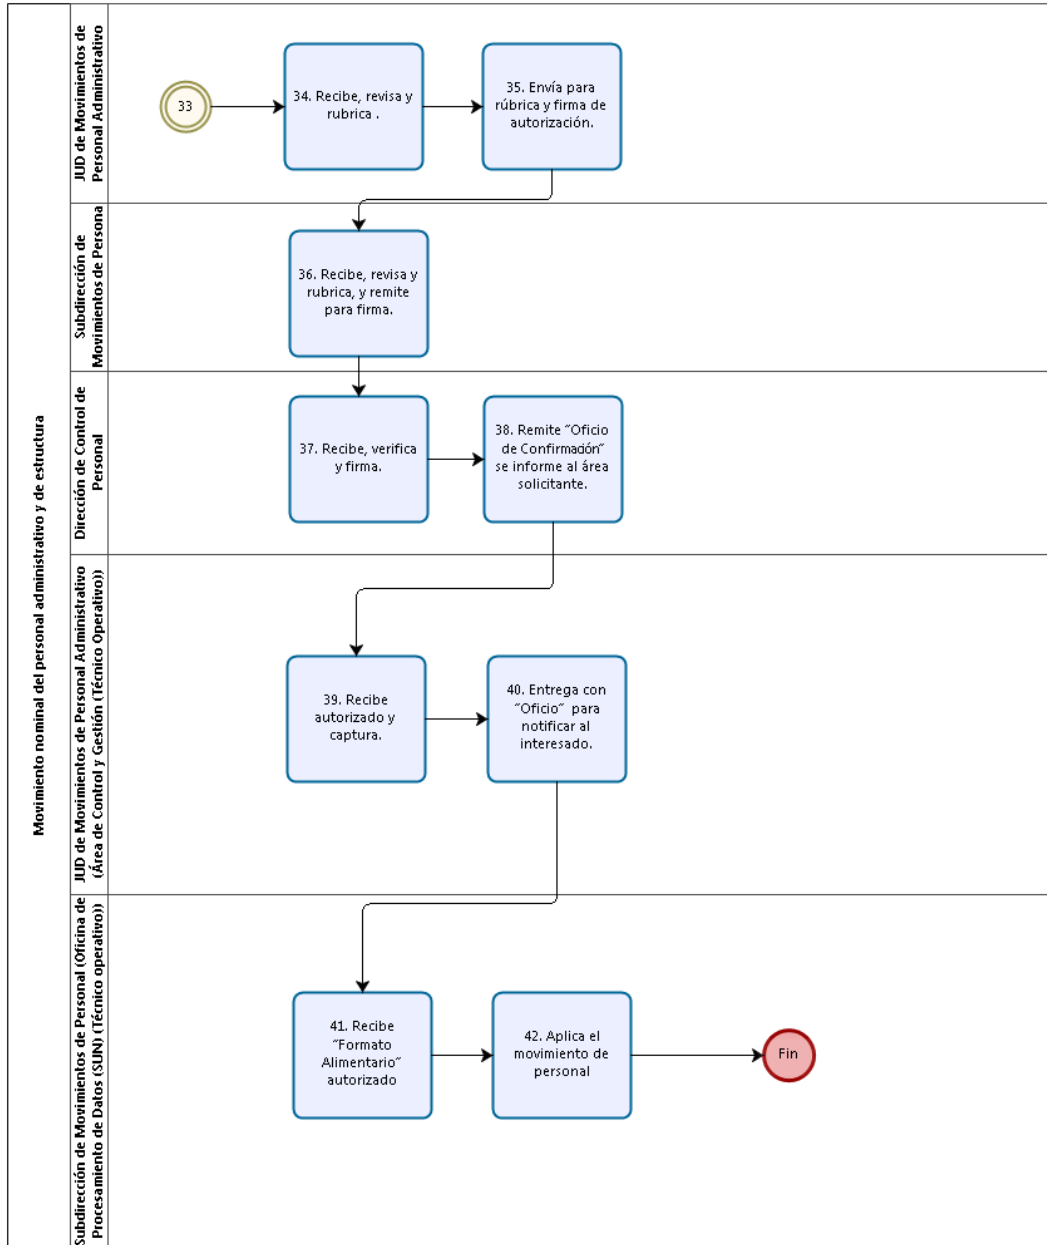 Movimiento nominal del personal administrativo y de estructura
JUD de Movimientos de
Personal Administrativo
33
34. Recibe, revisa y
rubrica .
35. Envía para
rúbrica y firma de
autorización.
Subdirección de
Movimientos de Persona
36. Recibe, revisa y
rubrica, y remite
para firma.
Dirección de Control de
Personal
37. Recibe, verifica
y firma.
38. Remite “Oficio
de Confirmación”
se informe al área
solicitante.
JUD de Movimientos de Personal Administrativo
(Área de Control y Gestión (Técnico Operativo))
39. Recibe
autorizado y
captura.
40. Entrega con
“Oficio” para
notificar al
interesado.
Subdirección de Movimientos de Personal (Oficina de
Procesamiento de Datos (SUN) (Técnico operativo))
41. Recibe
“Formato
Alimentario”
autorizado
42. Aplica el
movimiento de
personal
Fin